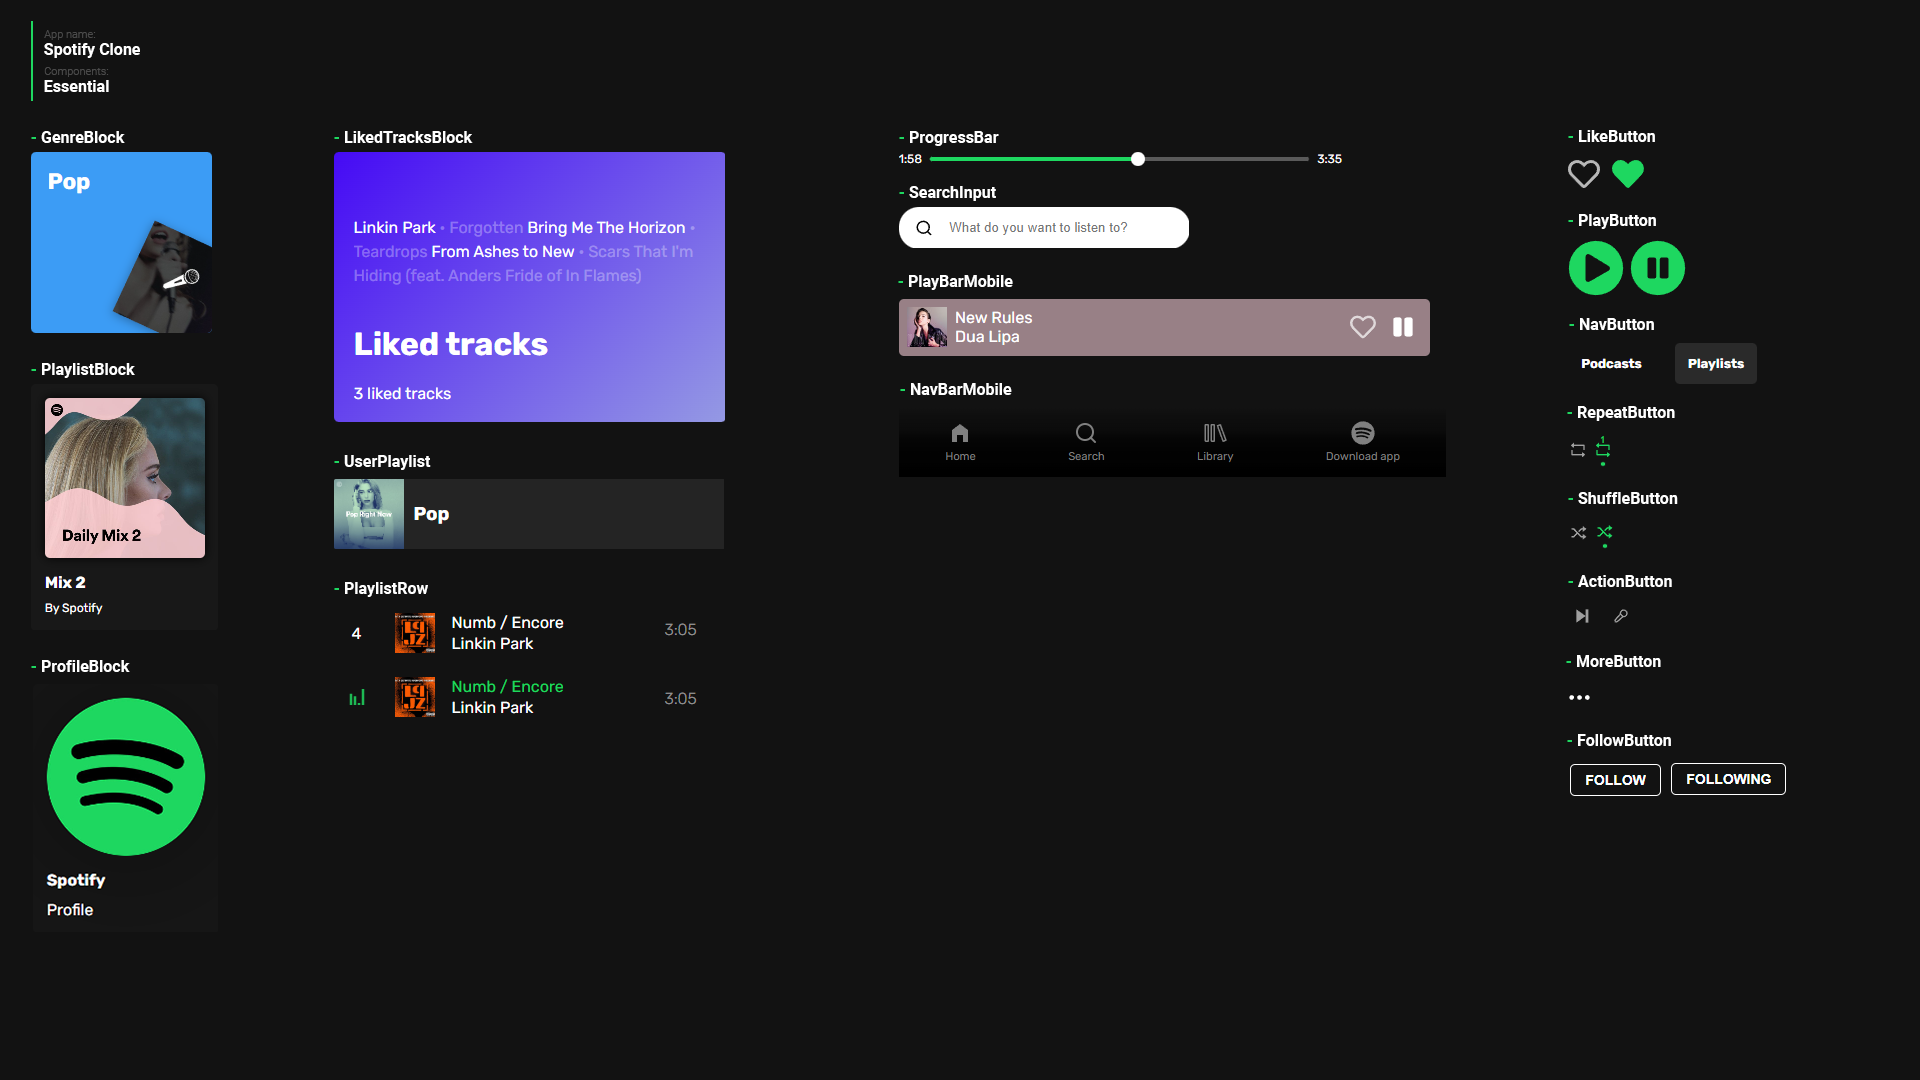 App name:
Spotify Clone
Components:
Essential
- GenreBlock
Pop
- PlaylistBlock
Daily Mix 2
Mix 2
By Spotify
- ProfileBlock
Spotify
Profile
- LikedTracksBlock
Linkin Park • Forgotten Bring Me The Horizon •
Teardrops From Ashes to New • Scars That I'm
Hiding (feat. Anders Fride of In Flames)
Liked tracks
3 liked tracks
- UserPlaylist
Pop Right Now
Pop
- PlaylistRow
4
Numb / Encore
Linkin Park
3:05
Numb / Encore
Linkin Park
3:05
- ProgressBar
1:58
3:35
- SearchInput
What do you want to listen to?
- PlayBarMobile
New Rules
Dua Lipa
- NavBarMobile
Home
Search
Library
Download app
- LikeButton
- PlayButton
- NavButton
Podcasts
Playlists
- RepeatButton
1
- ShuffleButton
- ActionButton
- MoreButton
- FollowButton
FOLLOW
FOLLOWING